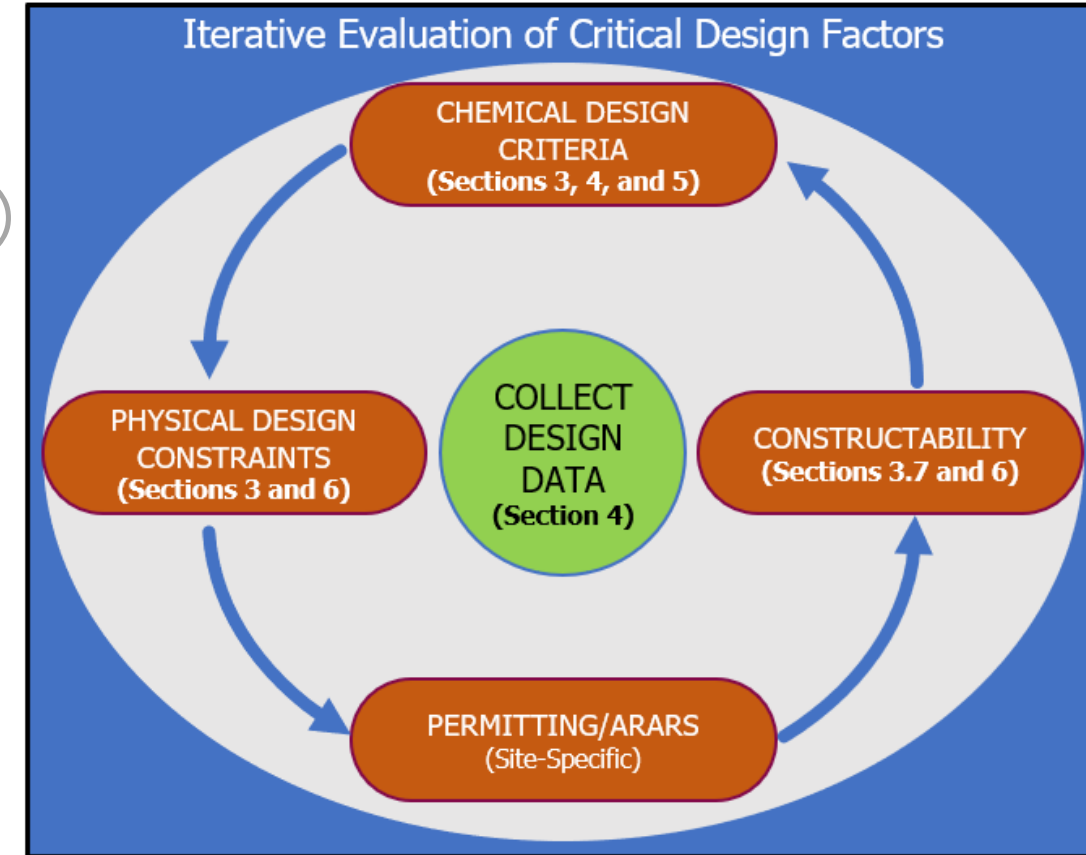 Iterative Evaluation of Critical Design Factors
CHEMICAL DESIGN
CRITERIA
(Sections 3, 4, and 5)
PHYSICAL DESIGN
CONSTRAINTS
(Sections 3 and 6)
COLLECT
DESIGN
DATA
(Section 4)
CONSTRUCTABILITY
(Sections 3.7 and 6)
PERMITTING/ARARS
(Site-Specific)